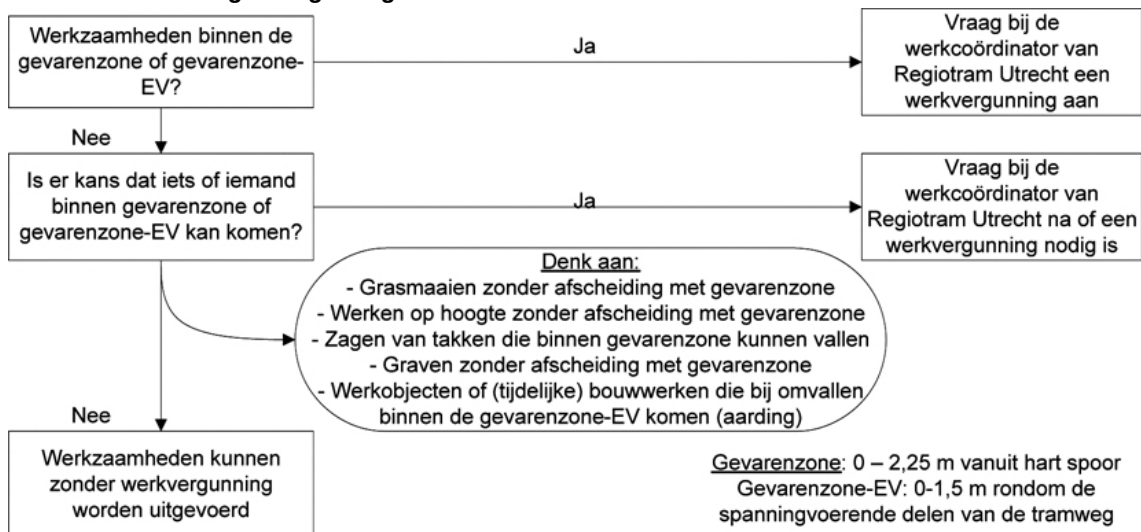 Werkzaamheden binnen de
gevarenzone of gevarenzone-
EV?
Ja
Vraag bij de
werkcoördinator van
Regiotram Utrecht een
werkvergunning aan
Nee
Is er kans dat iets of iemand
binnen gevarenzone of
gevarenzone-EV kan komen?
Ja
Vraag bij de
werkcoördinator van
Regiotram Utrecht na of een
werkvergunning nodig is
Denk aan:
- Grasmaaien zonder afscheiding met gevarenzone
- Werken op hoogte zonder afscheiding met gevarenzone
- Zagen van takken die binnen gevarenzone kunnen vallen
- Graven zonder afscheiding met gevarenzone
- Werkobjecten of (tijdelijke) bouwwerken die bij omvallen
binnen de gevarenzone-EV komen (aarding)
Nee
Werkzaamheden kunnen
zonder werkvergunning
worden uitgevoerd
Gevarenzone: 0 – 2,25 m vanuit hart spoor
Gevarenzone-EV: 0-1,5 m rondom de
spanningvoerende delen van de tramweg